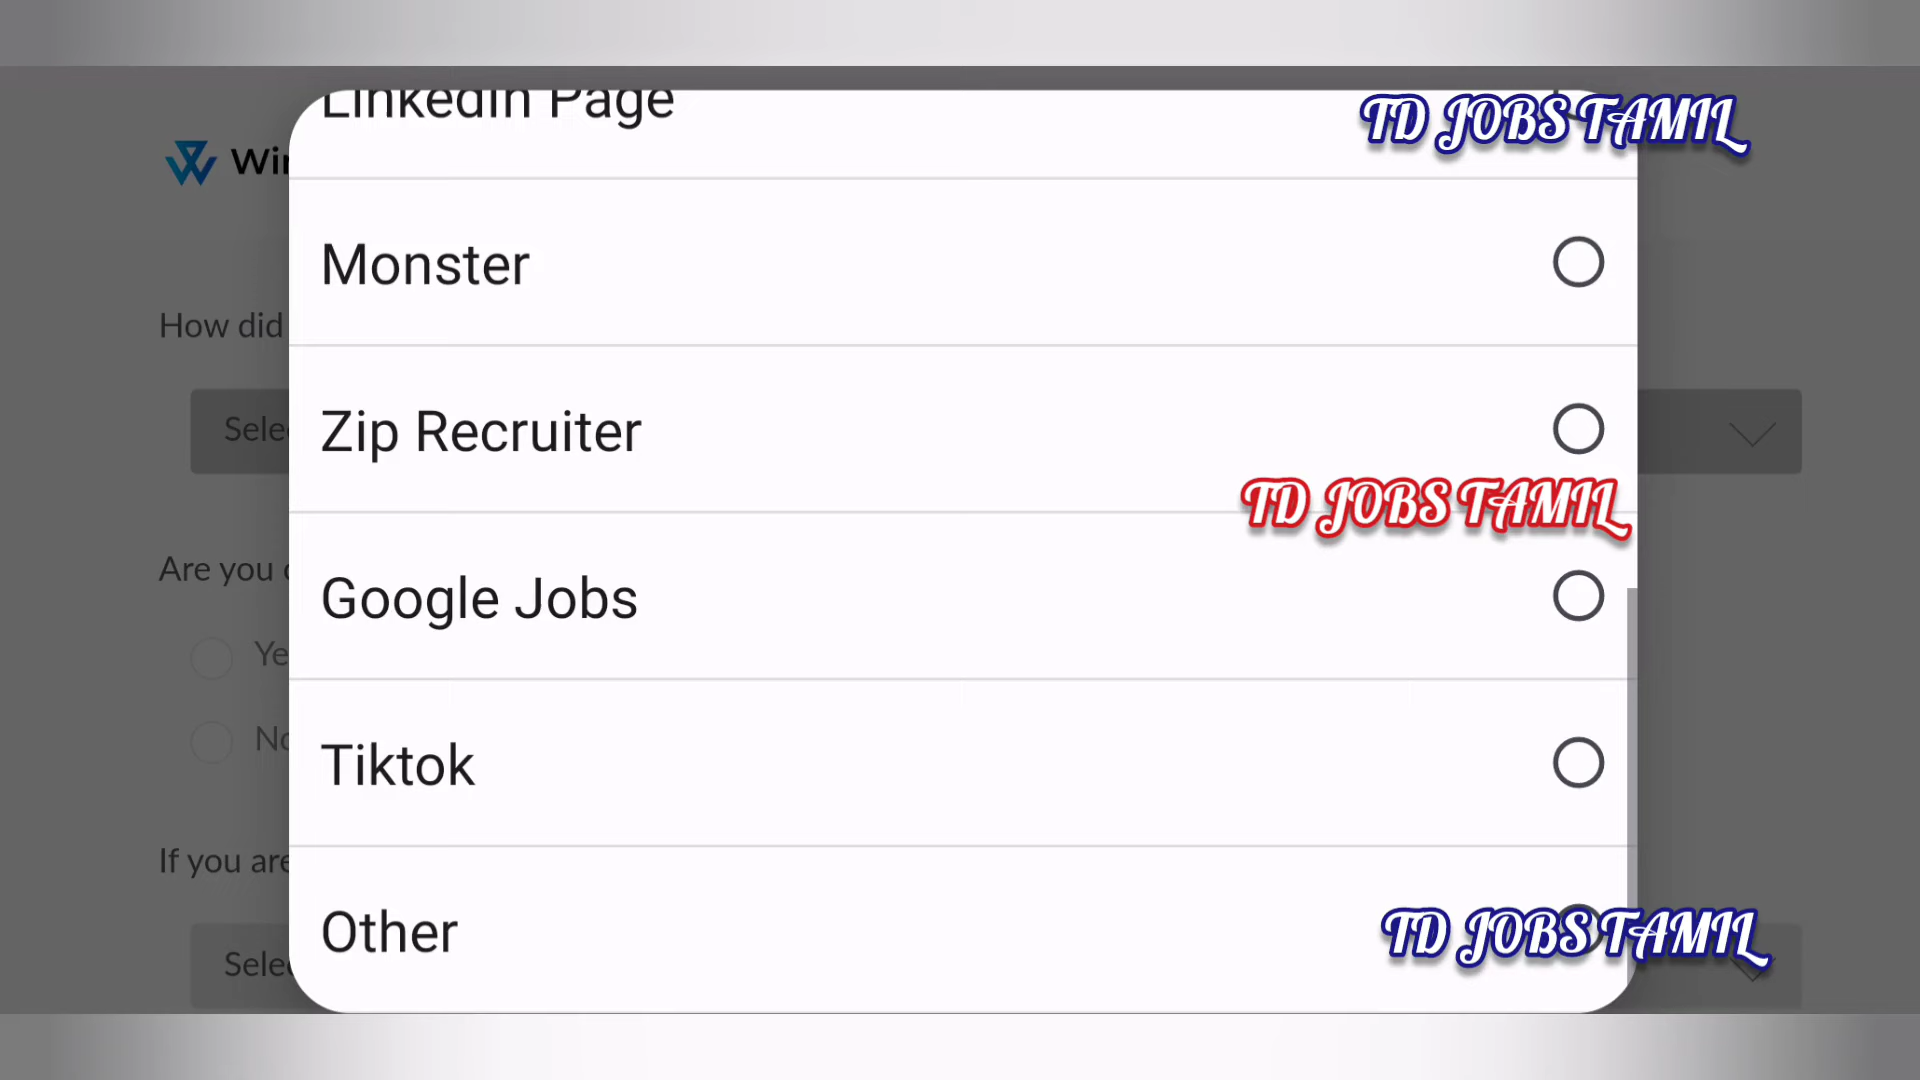 LinkedIn Page
TD JOBS TAMIL
Wir
Monster
How did
Zip Recruiter
Sele
TD JOBS TAMIL
Are you
Google Jobs
Ye
No
Tiktok
If you are
Other
TD JOBS TAMIL
Sele